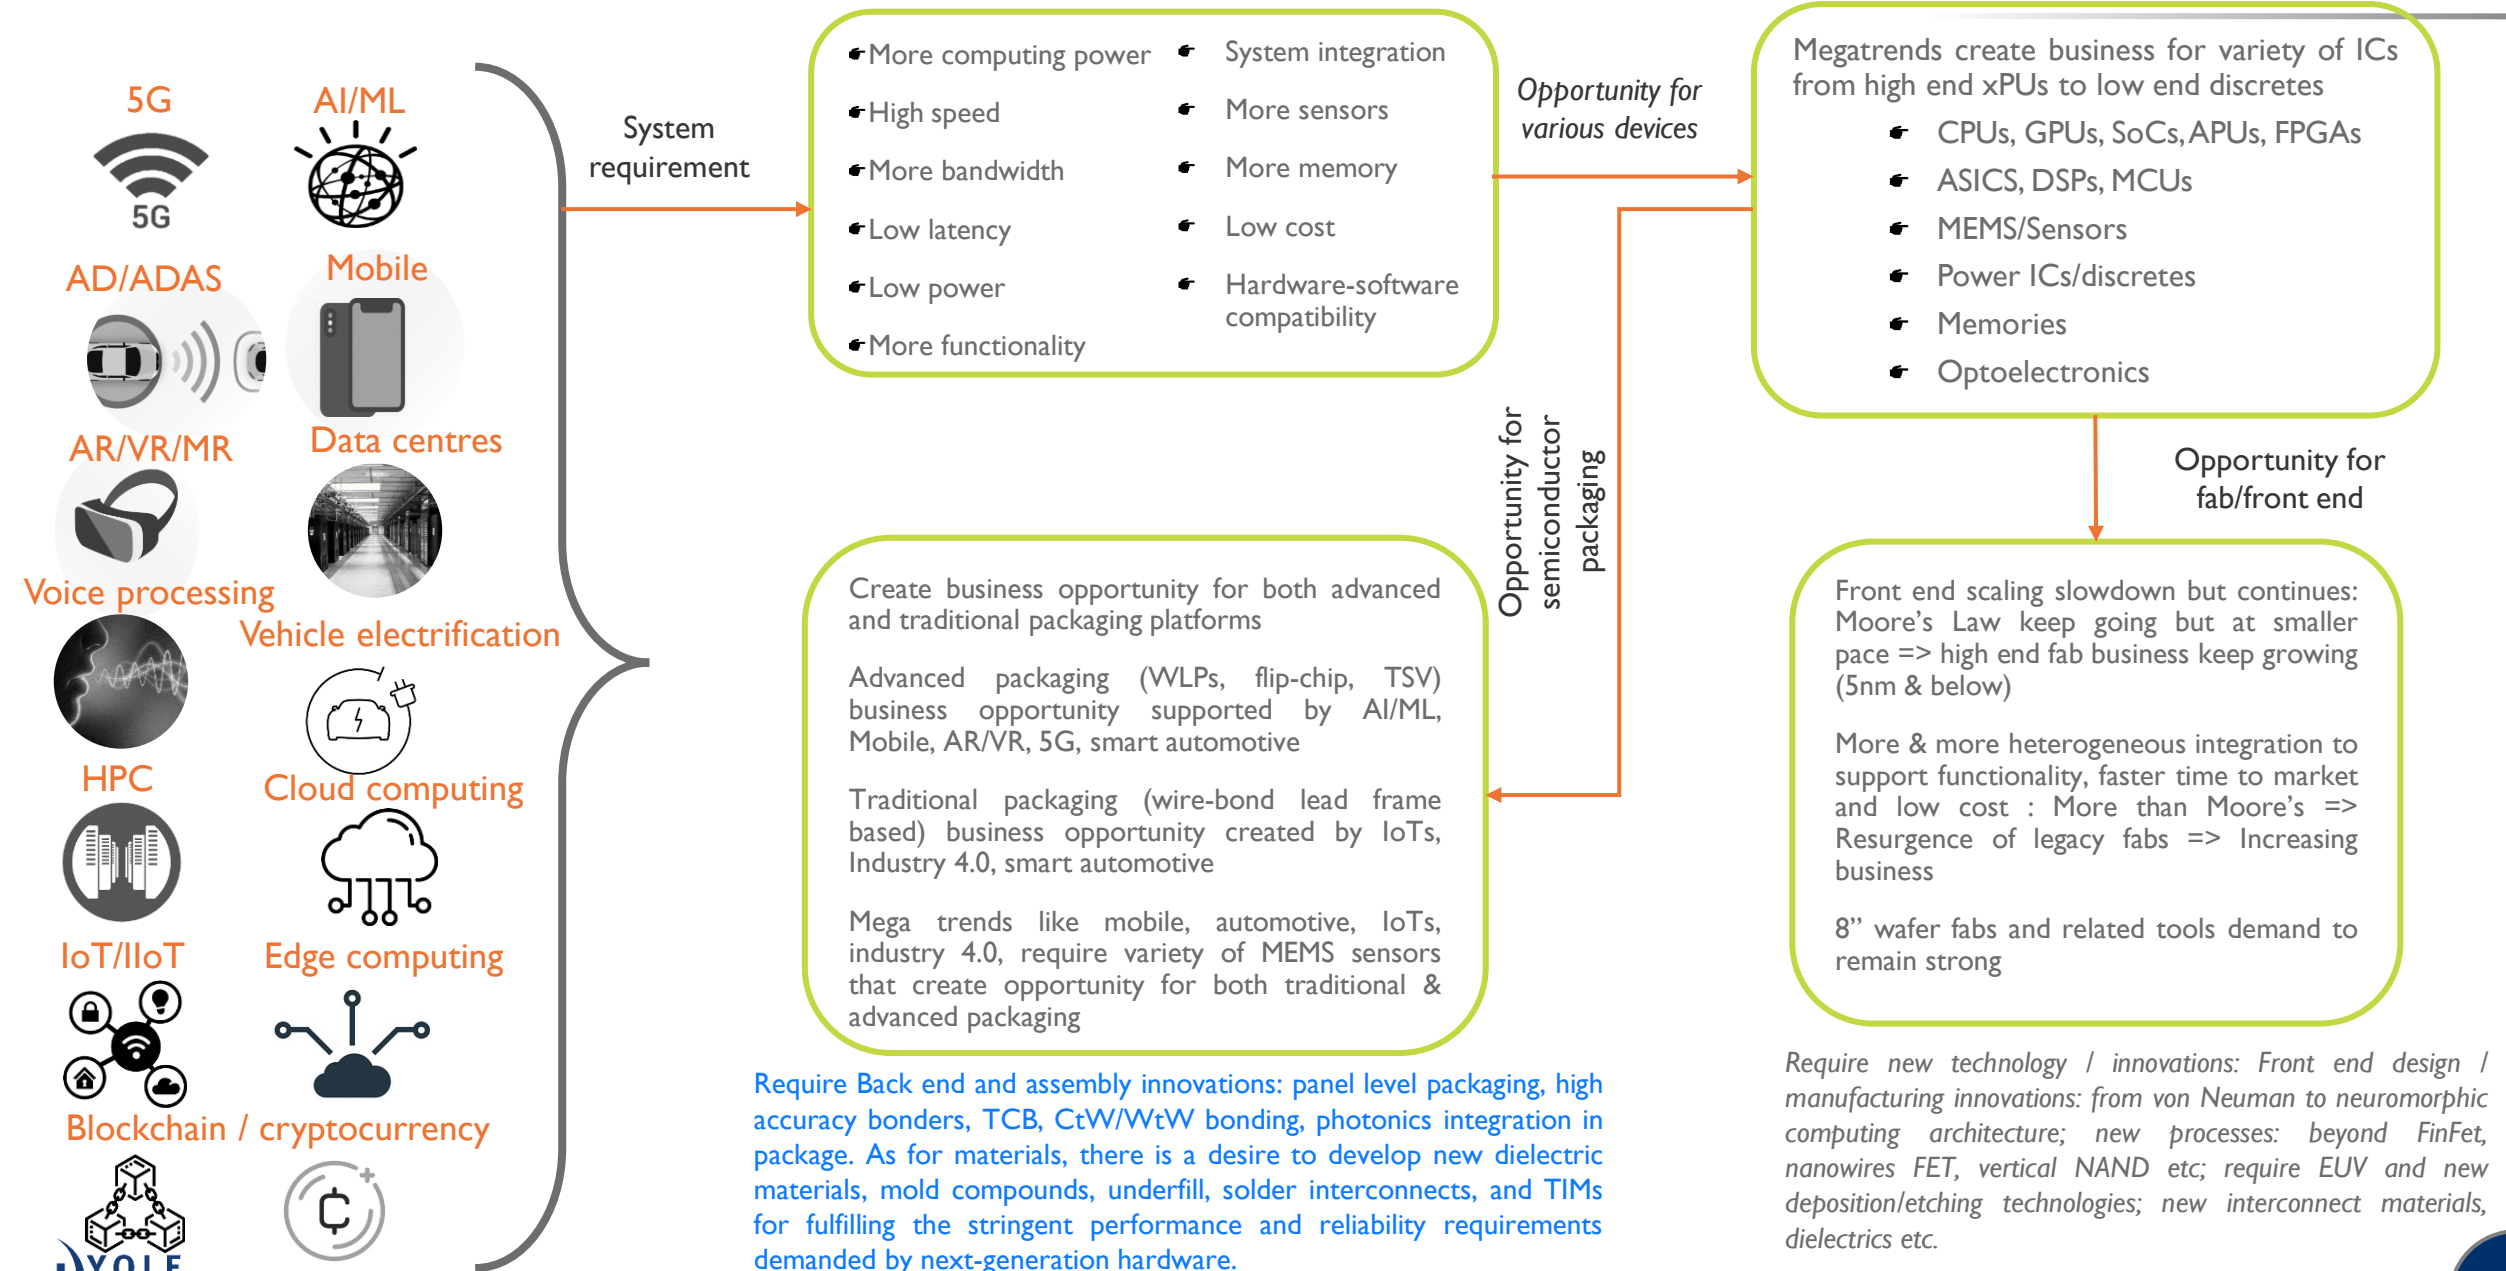 5G
AI/ML
5G
AD/ADAS
Mobile
AR/VR/MR
Data centres
Voice processing
Vehicle electrification
HPC
Cloud computing
IoT/IIoT
Edge computing
Blockchain / cryptocurrency
YOLE
System
requirement
More computing power
High speed
More bandwidth
Low latency
Low power
More functionality
System integration
More sensors
More memory
Low cost
Hardware-software
compatibility
Opportunity for
various devices
Megatrends create business for variety of ICs
from high end xPUs to low end discretes
CPUs, GPUs, SoCs, APUs, FPGAs
ASICS, DSPs, MCUs
MEMS/Sensors
Power ICs/discretes
Memories
Optoelectronics
Opportunity for
semiconductor
packaging
Opportunity for
fab/front end
Create business opportunity for both advanced
and traditional packaging platforms
Advanced packaging (WLPs, flip-chip, TSV)
business opportunity supported by AI/ML,
Mobile, AR/VR, 5G, smart automotive
Traditional packaging (wire-bond lead frame
based) business opportunity created by IoTs,
Industry 4.0, smart automotive
Mega trends like mobile, automotive, IoTs,
industry 4.0, require variety of MEMS sensors
that create opportunity for both traditional &
advanced packaging
Require Back end and assembly innovations: panel level packaging, high
accuracy bonders, TCB, CtW/WtW bonding, photonics integration in
package. As for materials, there is a desire to develop new dielectric
materials, mold compounds, underfill, solder interconnects, and TIMs
for fulfilling the stringent performance and reliability requirements
demanded by next-generation hardware.
Front end scaling slowdown but continues:
Moore's Law keep going but at smaller
pace => high end fab business keep growing
(5nm & below)
More & more heterogeneous integration to
support functionality, faster time to market
and low cost : More than Moore's =>
Resurgence of legacy fabs => Increasing
business
8” wafer fabs and related tools demand to
remain strong
Require new technology / innovations: Front end design /
manufacturing innovations: from von Neuman to neuromorphic
computing architecture; new processes: beyond FinFet,
nanowires FET, vertical NAND etc; require EUV and new
deposition/etching technologies; new interconnect materials,
dielectrics etc.